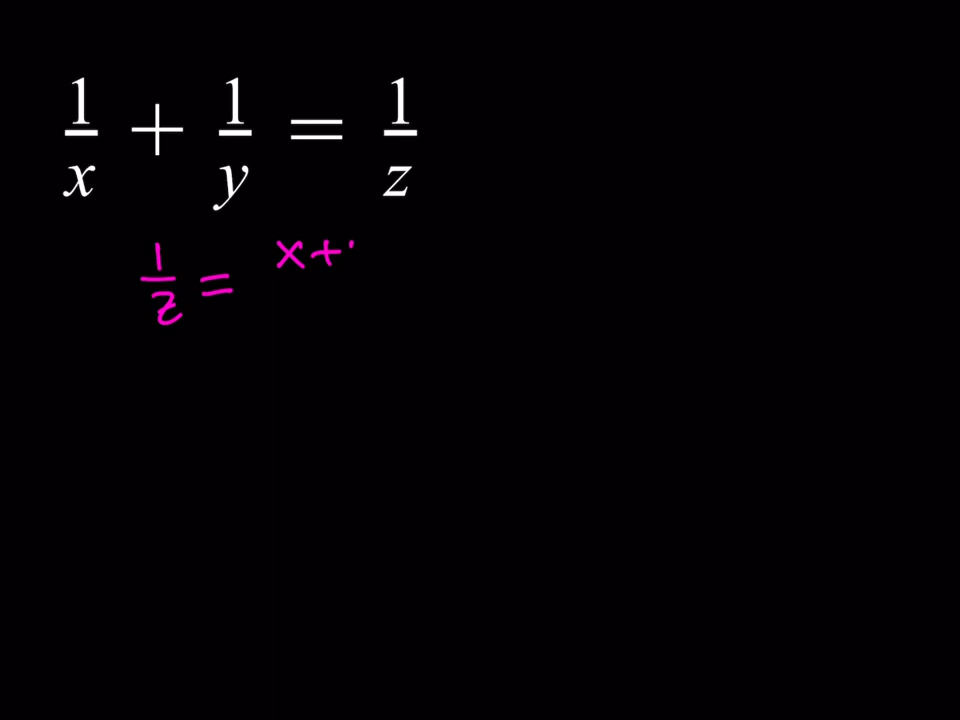 1/x + 1/y = 1/z
1/z = x+